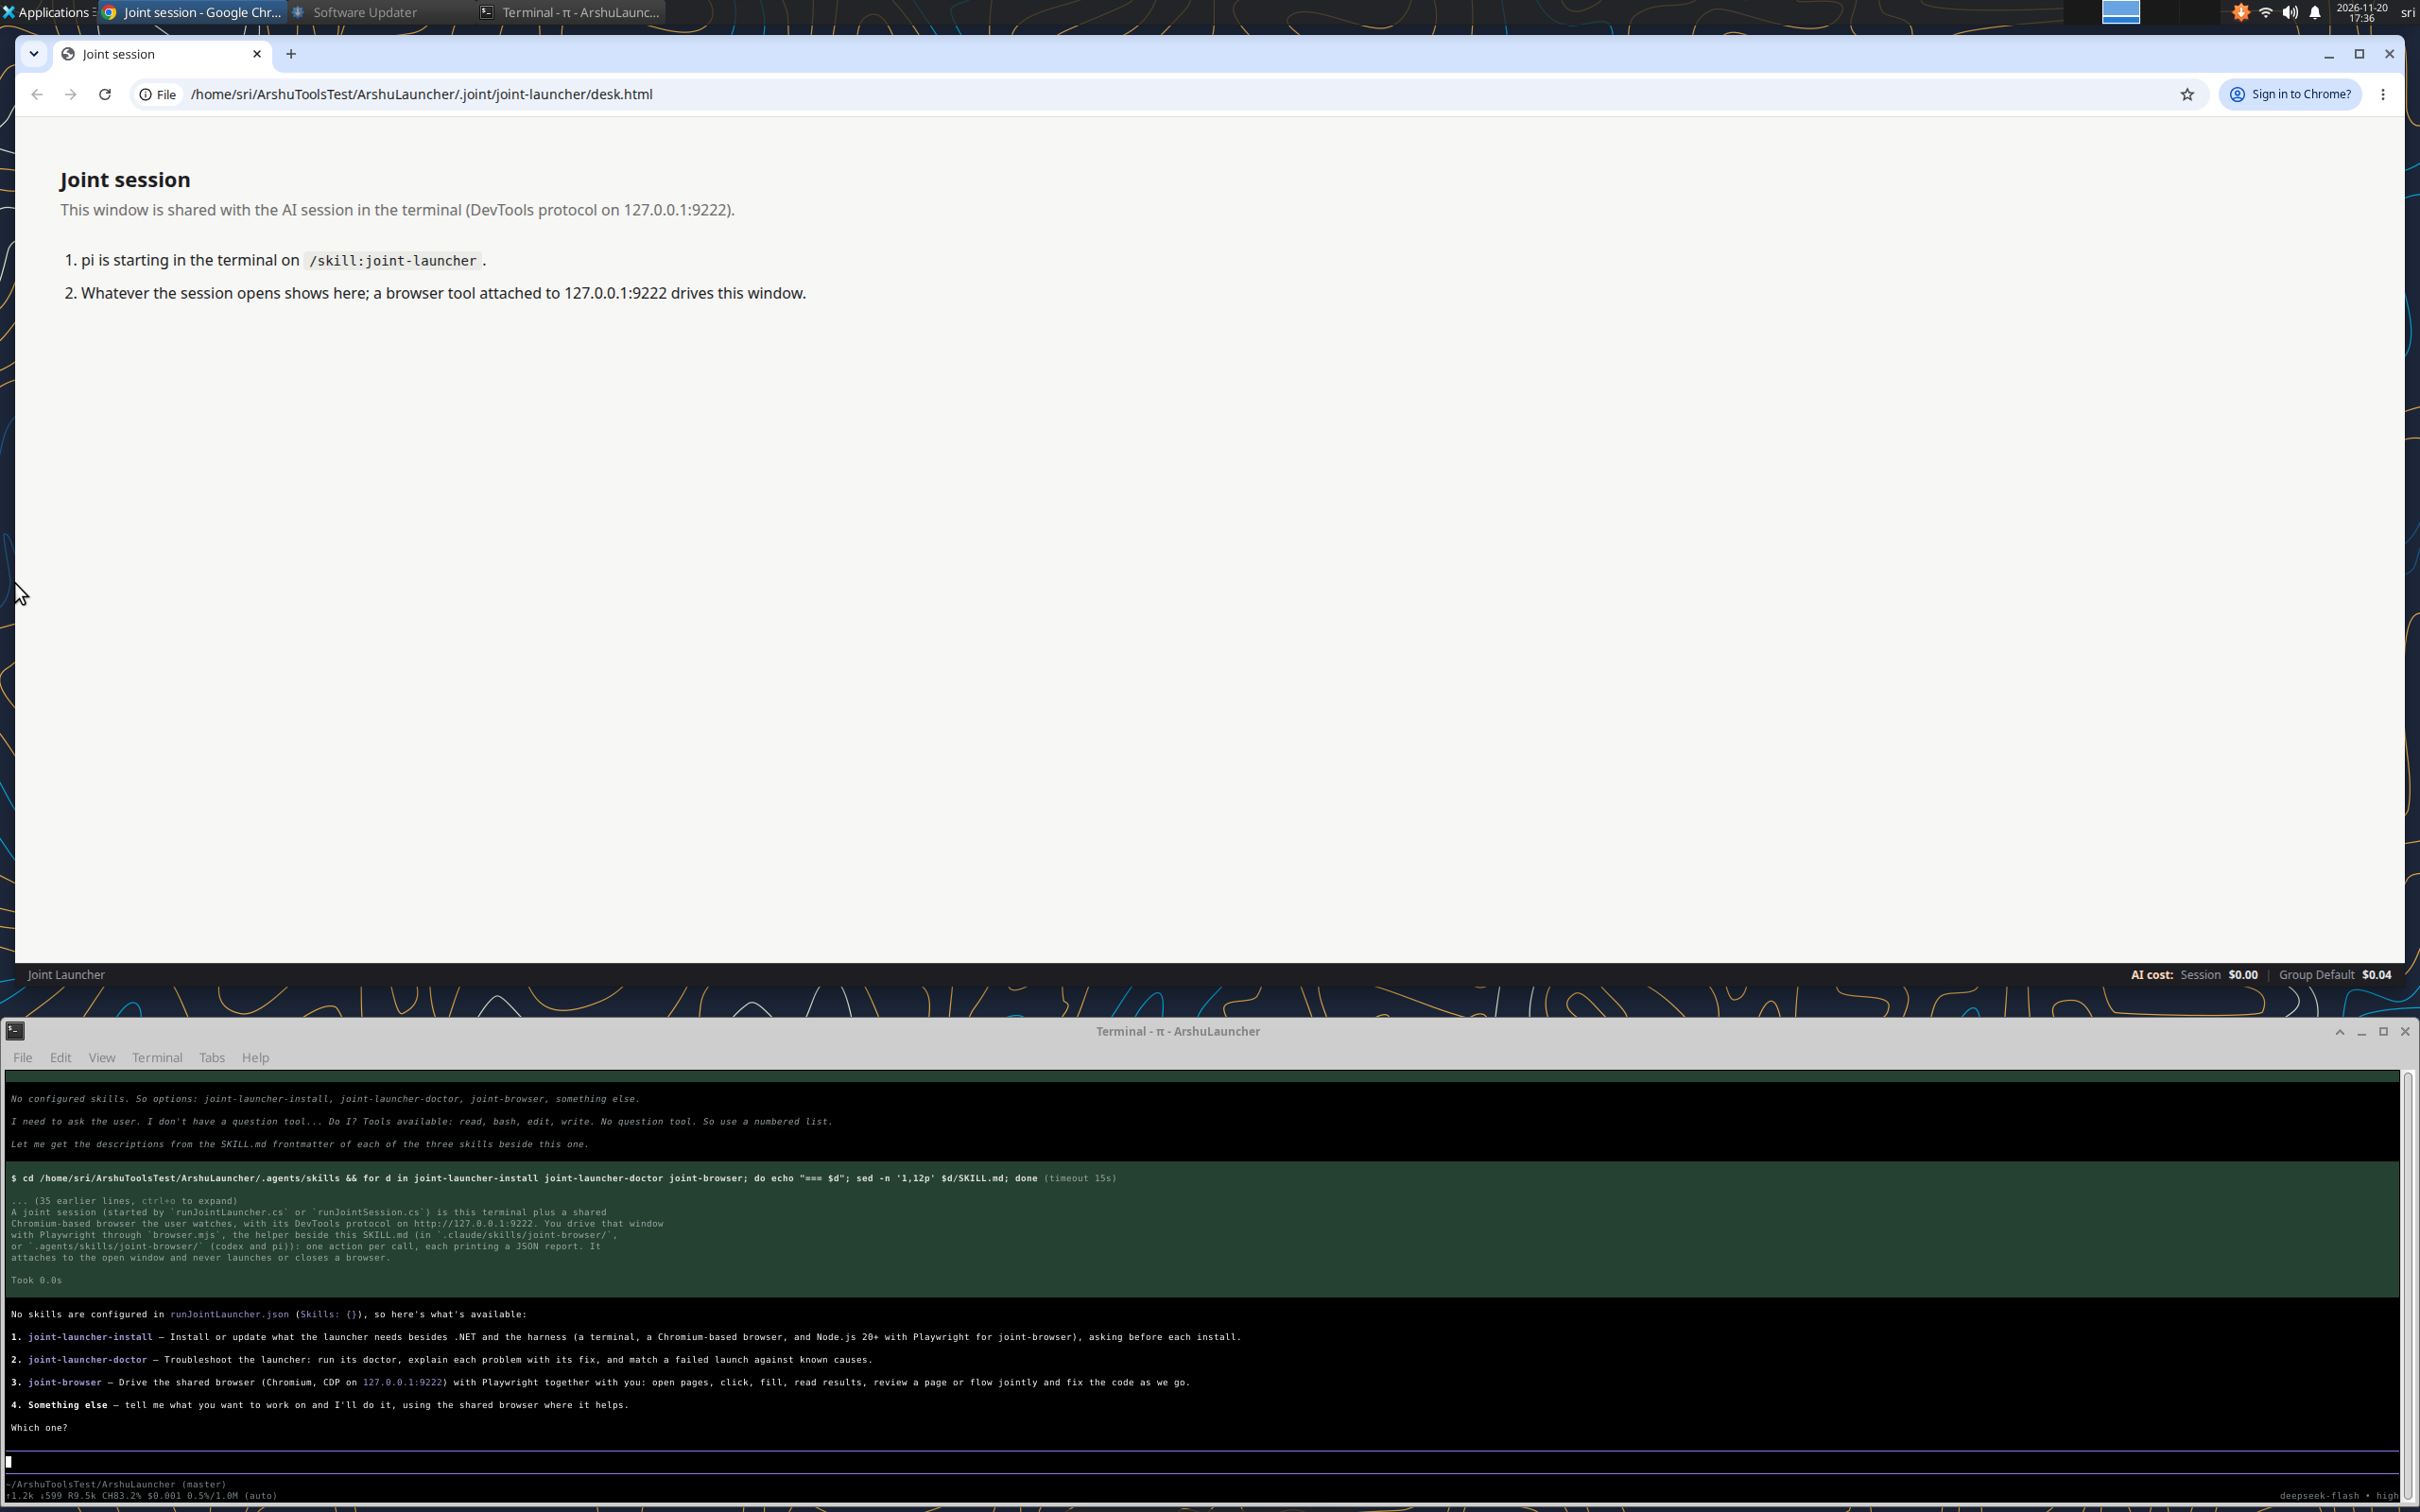 Applications
Joint session - Google Chr...
Software Updater
Terminal - π - ArshuLaunc...
2026-11-20
17:36
sri
Joint session
File
/home/sri/ArshuToolsTest/ArshuLauncher/.joint/joint-launcher/desk.html
Sign in to Chrome?
Joint session
This window is shared with the AI session in the terminal (DevTools protocol on 127.0.0.1:9222).
1. pi is starting in the terminal on /skill:joint-launcher .
2. Whatever the session opens shows here; a browser tool attached to 127.0.0.1:9222 drives this window.
Joint Launcher
AI cost: Session $0.00 | Group Default $0.04
Terminal - π - ArshuLauncher
File Edit View Terminal Tabs Help
No configured skills. So options: joint-launcher-install, joint-launcher-doctor, joint-browser, something else.
I need to ask the user. I don't have a question tool... Do I? Tools available: read, bash, edit, write. No question tool. So use a numbered list.
Let me get the descriptions from the SKILL.md frontmatter of each of the three skills beside this one.
$ cd /home/sri/ArshuToolsTest/ArshuLauncher/.agents/skills && for d in joint-launcher-install joint-launcher-doctor joint-browser; do echo "=== $d"; sed -n '1,12p' $d/SKILL.md; done (timeout 15s)
... (35 earlier lines, ctrl+o to expand)
A joint session (started by `runJointLauncher.cs` or `runJointSession.cs`) is this terminal plus a shared
Chromium-based browser the user watches, with its DevTools protocol on http://127.0.0.1:9222. You drive that window
with Playwright through `browser.mjs`, the helper beside this SKILL.md (in `.claude/skills/joint-browser/`,
or `.agents/skills/joint-browser/` (codex and pi)): one action per call, each printing a JSON report. It
attaches to the open window and never launches or closes a browser.
Took 0.0s
No skills are configured in runJointLauncher.json (Skills: {}), so here's what's available:
1. joint-launcher-install — Install or update what the launcher needs besides .NET and the harness (a terminal, a Chromium-based browser, and Node.js 20+ with Playwright for joint-browser), asking before each install.
2. joint-launcher-doctor — Troubleshoot the launcher: run its doctor, explain each problem with its fix, and match a failed launch against known causes.
3. joint-browser — Drive the shared browser (Chromium, CDP on 127.0.0.1:9222) with Playwright together with you: open pages, click, fill, read results, review a page or flow jointly and fix the code as we go.
4. Something else — tell me what you want to work on and I'll do it, using the shared browser where it helps.
Which one?
~/ArshuToolsTest/ArshuLauncher (master)
↑1.2k ↓599 R9.5k CH83.2% $0.001 0.5%/1.0M (auto)
deepseek-flash • high